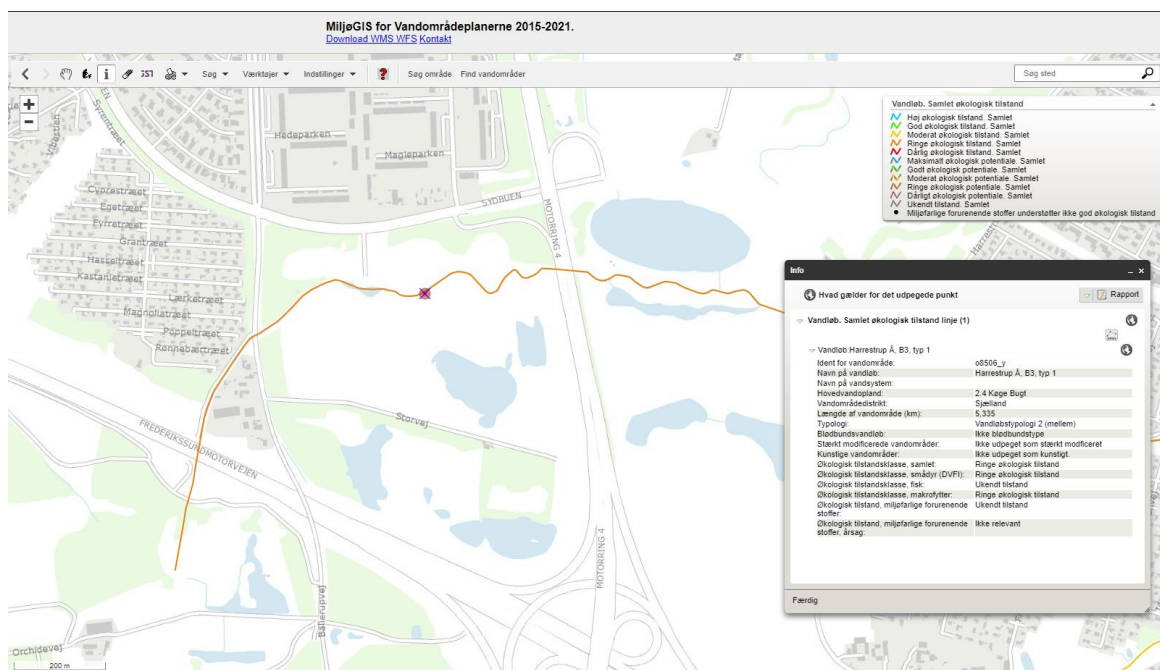 MiljøGIS for Vandområdeplanerne 2015-2021.
Download WMS WFS Kontakt
Søg Værktøjer Indstillinger Søg område Find vandområder
Søg sted
Vandløb. Samlet økologisk tilstand
Høj økologisk tilstand. Samlet
God økologisk tilstand. Samlet
Moderat økologisk tilstand. Samlet
Ringe økologisk tilstand. Samlet
Dårlig økologisk tilstand. Samlet
Maksimalt økologisk potentiale. Samlet
Godt økologisk potentiale. Samlet
Moderat økologisk potentiale. Samlet
Ringe økologisk potentiale. Samlet
Dårligt økologisk potentiale. Samlet
Ukendt tilstand. Samlet
Miljøfarlige forurenende stoffer understøtter ikke god økologisk tilstand
Vibestien
Syrentræet
Hedeparken
Magleparken
SYDBUEN
MOTORRING 4
Cyprestræet
Egetræet
Fyrretræet
Grantræet
Hasseltræet
Kastanietræet
Lærketræet
Magnoliatræet
Poppeltræet
Rønnebærtræet
Storvej
FREDERIKSSUNDMOTORVEJEN
MOTORRING 4
Ballerupvej
Orchidevej
200 m
Info
Hvad gælder for det udpegede punkt Rapport
Vandløb. Samlet økologisk tilstand linje (1)
Vandløb:Harrestrup Å, B3, typ 1
Ident for vandområde: o8506_y
Navn på vandløb: Harrestrup Å, B3, typ 1
Navn på vandsystem:
Hovedvandopland: 2.4 Køge Bugt
Vandområdedistrikt: Sjælland
Længde af vandområde (km): 5,335
Typologi: Vandløbstypologi 2 (mellem)
Blødbundsvandløb: Ikke blødbundstype
Stærkt modificerede vandområder: Ikke udpeget som stærkt modificeret
Kunstige vandområder: Ikke udpeget som kunstigt.
Økologisk tilstandsklasse, samlet: Ringe økologisk tilstand
Økologisk tilstandsklasse, smådyr (DVFI): Ringe økologisk tilstand
Økologisk tilstandsklasse, fisk: Ukendt tilstand
Økologisk tilstandsklasse, makrofytter: Ringe økologisk tilstand
Økologisk tilstand, miljøfarlige forurenende Ukendt tilstand
stoffer:
Økologisk tilstand, miljøfarlige forurenende Ikke relevant
stoffer, årsag:
Færdig